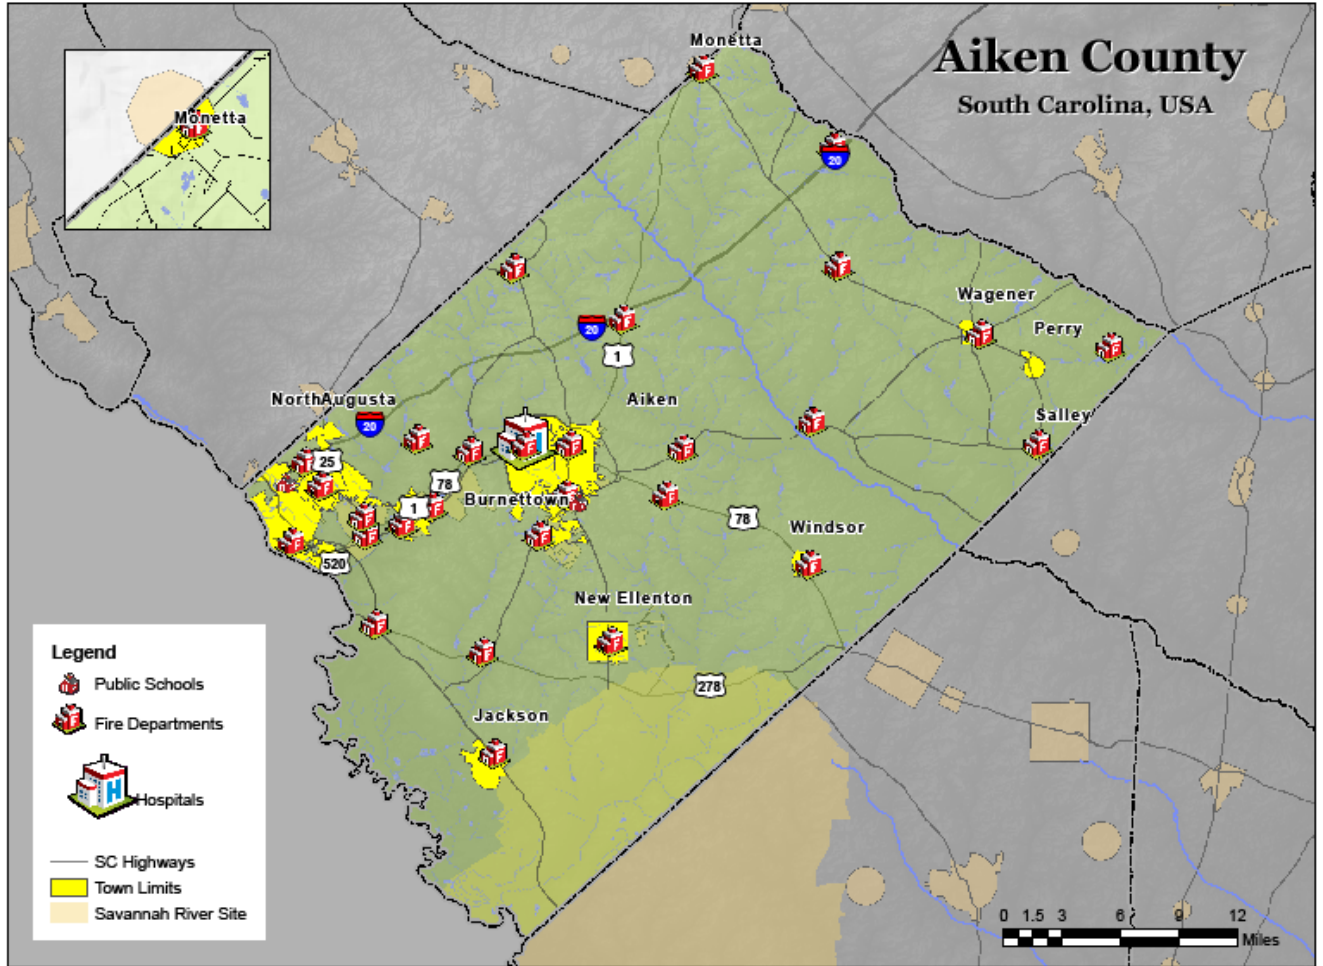 Aiken County
South Carolina, USA
Monetta
Monetta
20
Wagener
Perry
20
1
NorthAugusta
Aiken
20
Salley
25
78
Burnettown
1
78
Windsor
520
New Ellenton
278
Jackson
Legend
Public Schools
Fire Departments
H
Hospitals
SC Highways
Town Limits
Savannah River Site
0 1.5 3 6 9 12
Miles